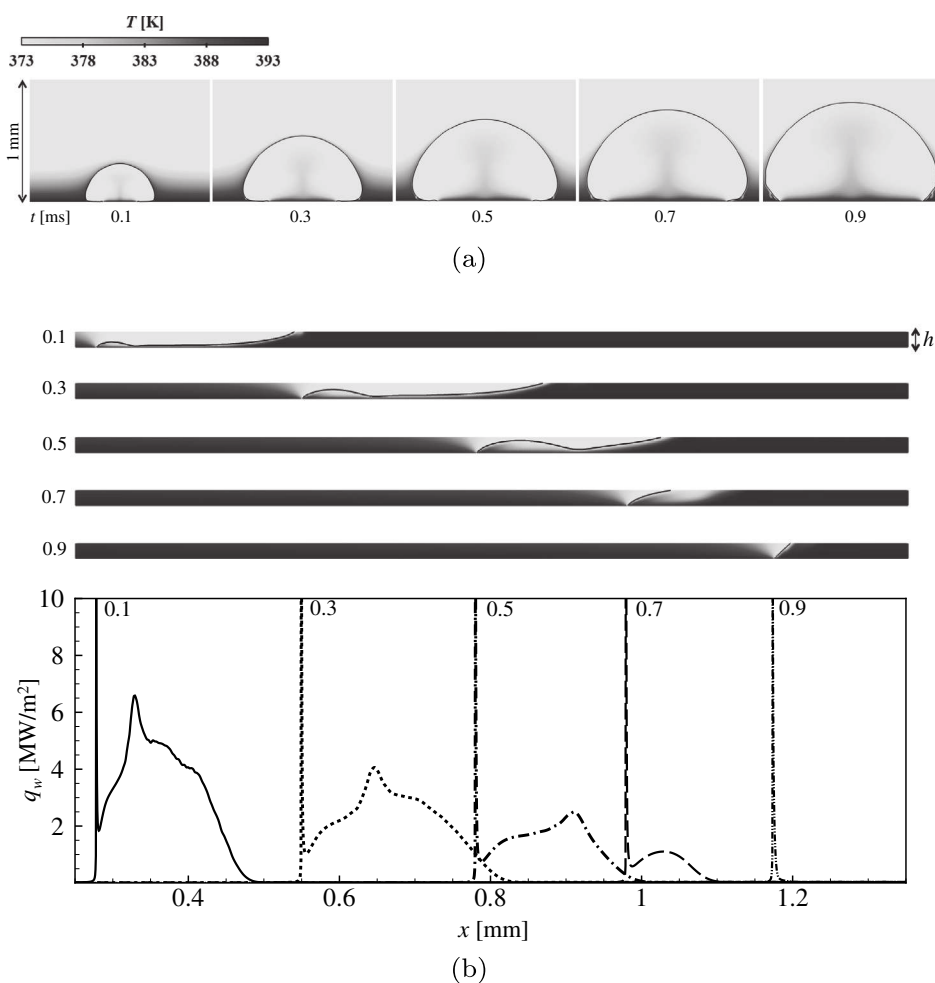 T [K]
373 378 383 388 393
1 mm
t [ms] 0.1 0.3 0.5 0.7 0.9
(a)
0.1
h
0.3
0.5
0.7
0.9
10 0.1 0.3 0.5 0.7 0.9
8
6
4
2
q_w [MW/m²]
0.4 0.6 0.8 1 1.2
x [mm]
(b)